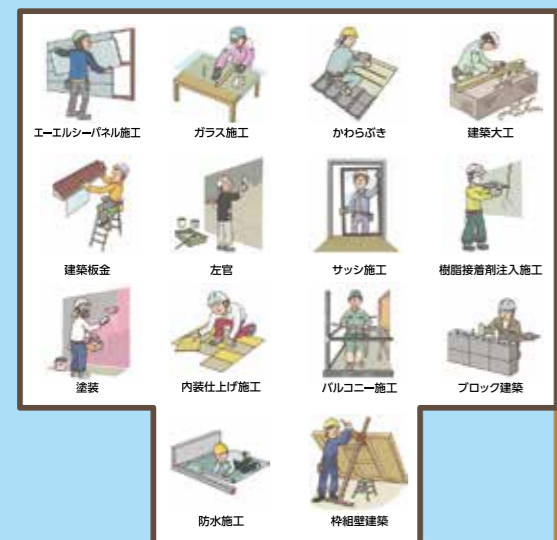 エーエルシーパネル施工
ガラス施工
かわらぶき
建築大工
建築板金
左官
サッシ施工
樹脂接着剤注入施工
塗装
内装仕上げ施工
バルコニー施工
ブロック建築
防水施工
枠組壁建築